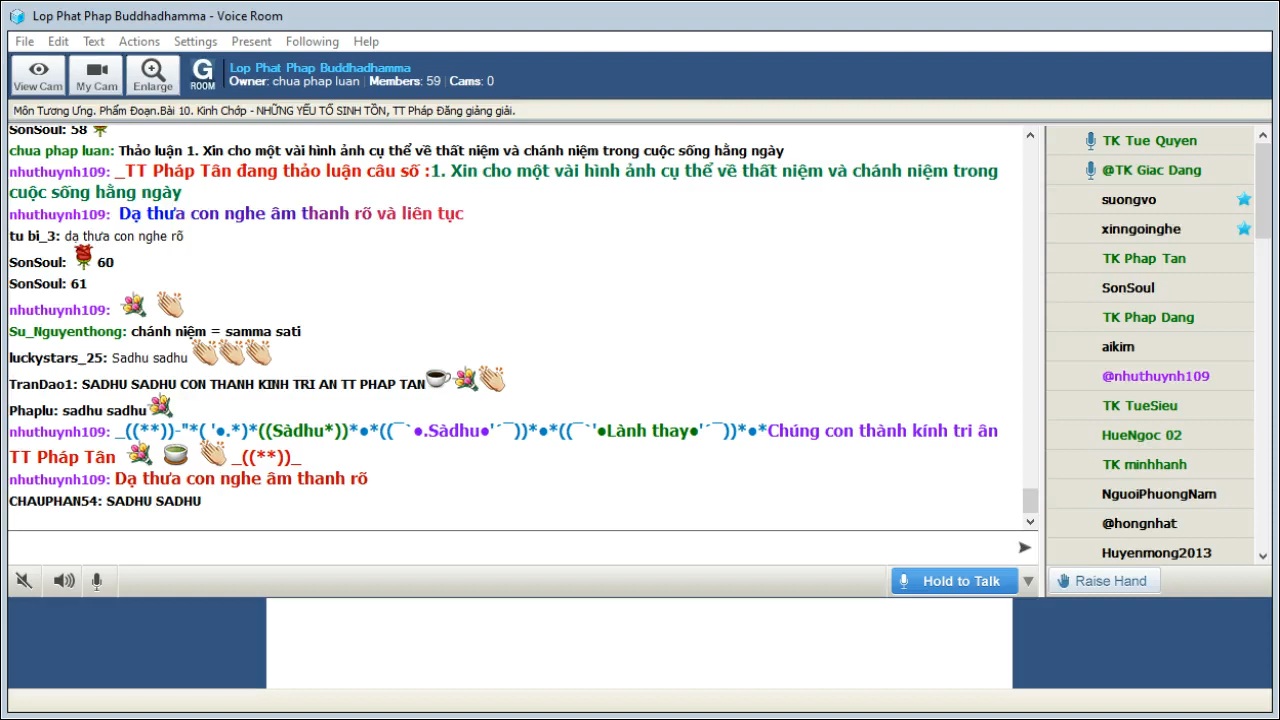 Lop Phat Phap Buddhadhamma - Voice Room
File Edit Text Actions Settings Present Following Help
View Cam My Cam Enlarge G ROOM
Lop Phat Phap Buddhadhamma
Owner: chua phap luan Members: 59 Cams: 0
Môn Tương Ưng. Phẩm Đoạn.Bài 10. Kinh Chớp - NHỮNG YẾU TỐ SINH TỒN, TT Pháp Đăng giảng giải.
SonSoul: 58
chua phap luan: Thảo luận 1. Xin cho một vài hình ảnh cụ thể về thất niệm và chánh niệm trong cuộc sống hằng ngày
nhuthuynh109: _TT Pháp Tân đang thảo luận câu số :1. Xin cho một vài hình ảnh cụ thể về thất niệm và chánh niệm trong
cuộc sống hằng ngày
nhuthuynh109: Dạ thưa con nghe âm thanh rõ và liên tục
tu bi_3: dạ thưa con nghe rõ
SonSoul: 60
SonSoul: 61
nhuthuynh109:
Su_Nguyenthong: chánh niệm = samma sati
luckystars_25: Sadhu sadhu
TranDao1: SADHU SADHU CON THANH KINH TRI AN TT PHAP TAN
Phaplu: sadhu sadhu
nhuthuynh109: _((**))-"*( '●.*)*((Sàdhu*))*●*((¯`●.Sàdhu●'´¯))*●*((¯`'●Lành thay●'´¯))*●*Chúng con thành kính tri ân
TT Pháp Tân _((**))_
nhuthuynh109: Dạ thưa con nghe âm thanh rõ
CHAUPHAN54: SADHU SADHU
TK Tue Quyen
@TK Giac Dang
suongvo
xinngoinghe
TK Phap Tan
SonSoul
TK Phap Dang
aikim
@nhuthuynh109
TK TueSieu
HueNgoc 02
TK minhhanh
NguoiPhuongNam
@hongnhat
Huyenmong2013
Hold to Talk
Raise Hand